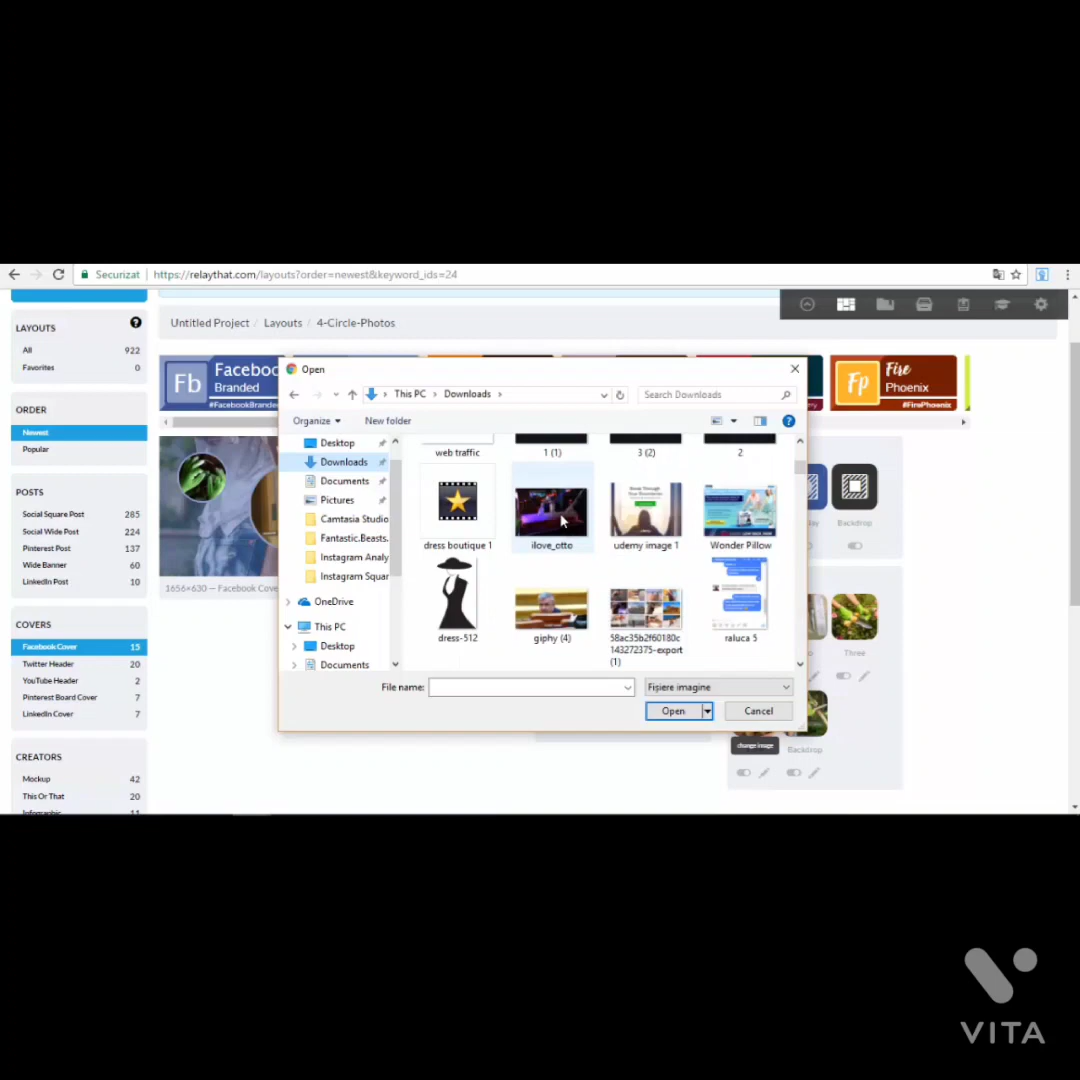 Securizat
https://relaythat.com/layouts?order=newest&keyword_ids=24
LAYOUTS
All 922
Favorites 0
ORDER
Newest
Popular
POSTS
Social Square Post 285
Social Wide Post 224
Pinterest Post 137
Wide Banner 60
LinkedIn Post 10
COVERS
Facebook Cover 15
Twitter Header 20
YouTube Header 2
Pinterest Board Cover 7
LinkedIn Cover 7
CREATORS
Mockup 42
This Or That 20
Infographic 11
Untitled Project / Layouts / 4-Circle-Photos
Fb
Branded
Fp
Fire
Phoenix
#FirePhoenix
1656×630 — Facebook Cove
Open
This PC
Downloads
Search Downloads
Organize
New folder
Desktop
Downloads
Documents
Pictures
Camtasia Studio
Fantastic.Beasts.
Instagram Analy
Instagram Squar
OneDrive
This PC
Desktop
Documents
web traffic
1 (1)
3 (2)
2
dress boutique 1
ilove_otto
udemy image 1
Wonder Pillow
dress-512
giphy (4)
58ac35b2f60180c
143272375-export
(1)
raluca 5
File name:
Fișiere imagine
Open
Cancel
Backdrop
Three
change image
Backdrop
VITA